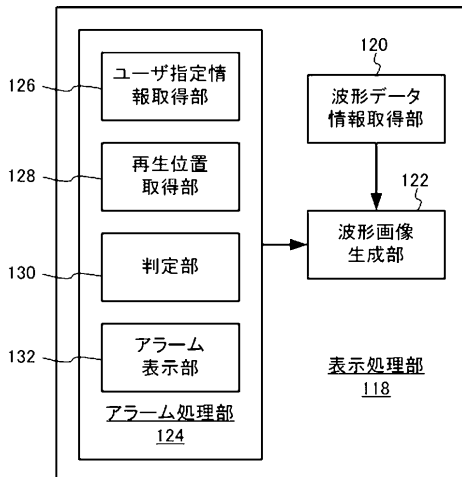 126
ユーザ指定情
報取得部
128
再生位置
取得部
130
判定部
132
アラーム
表示部
アラーム処理部
124
120
波形データ
情報取得部
122
波形画像
生成部
表示処理部
118